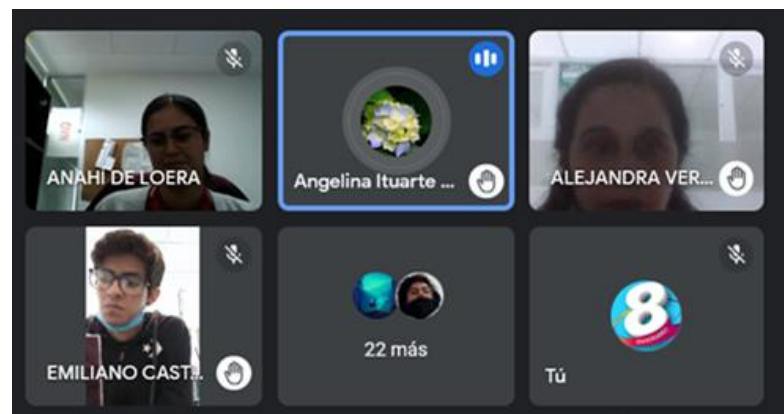 ANAHI DE LOERA
Angelina Ituarte ...
ALEJANDRA VER...
EMILIANO CAST...
22 más
8
Tú